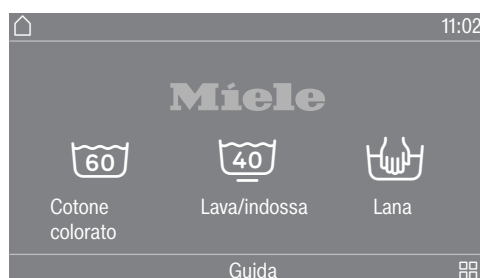 11:02
Miele
60
40
Cotone colorato
Lava/indossa
Lana
Guida